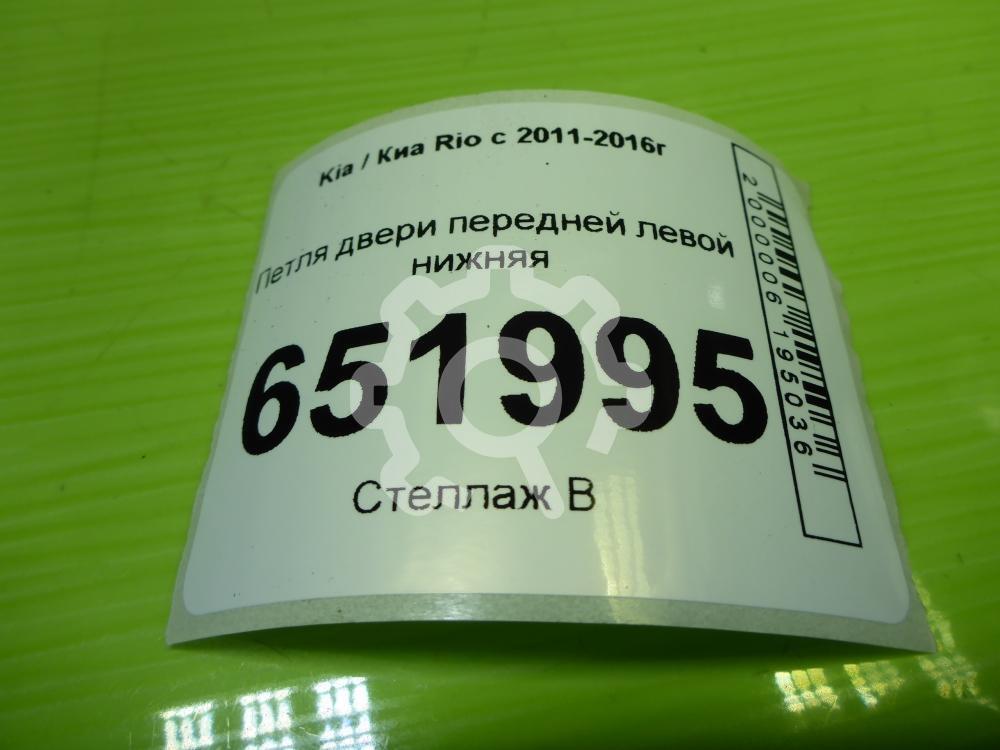 Kia / Киа Rio с 2011-2016г
Петля двери передней левой
нижняя
651995
Стеллаж В
2000006195036